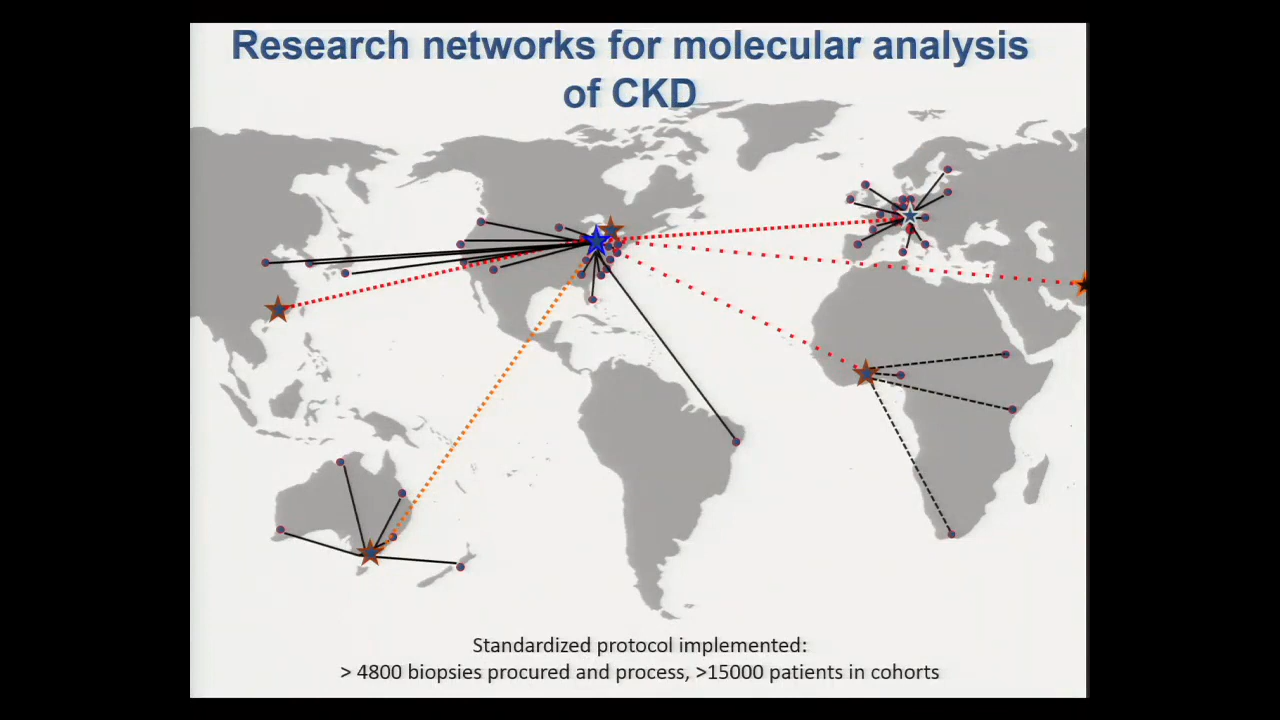 Research networks for molecular analysis
of CKD
Standardized protocol implemented:
> 4800 biopsies procured and process, >15000 patients in cohorts